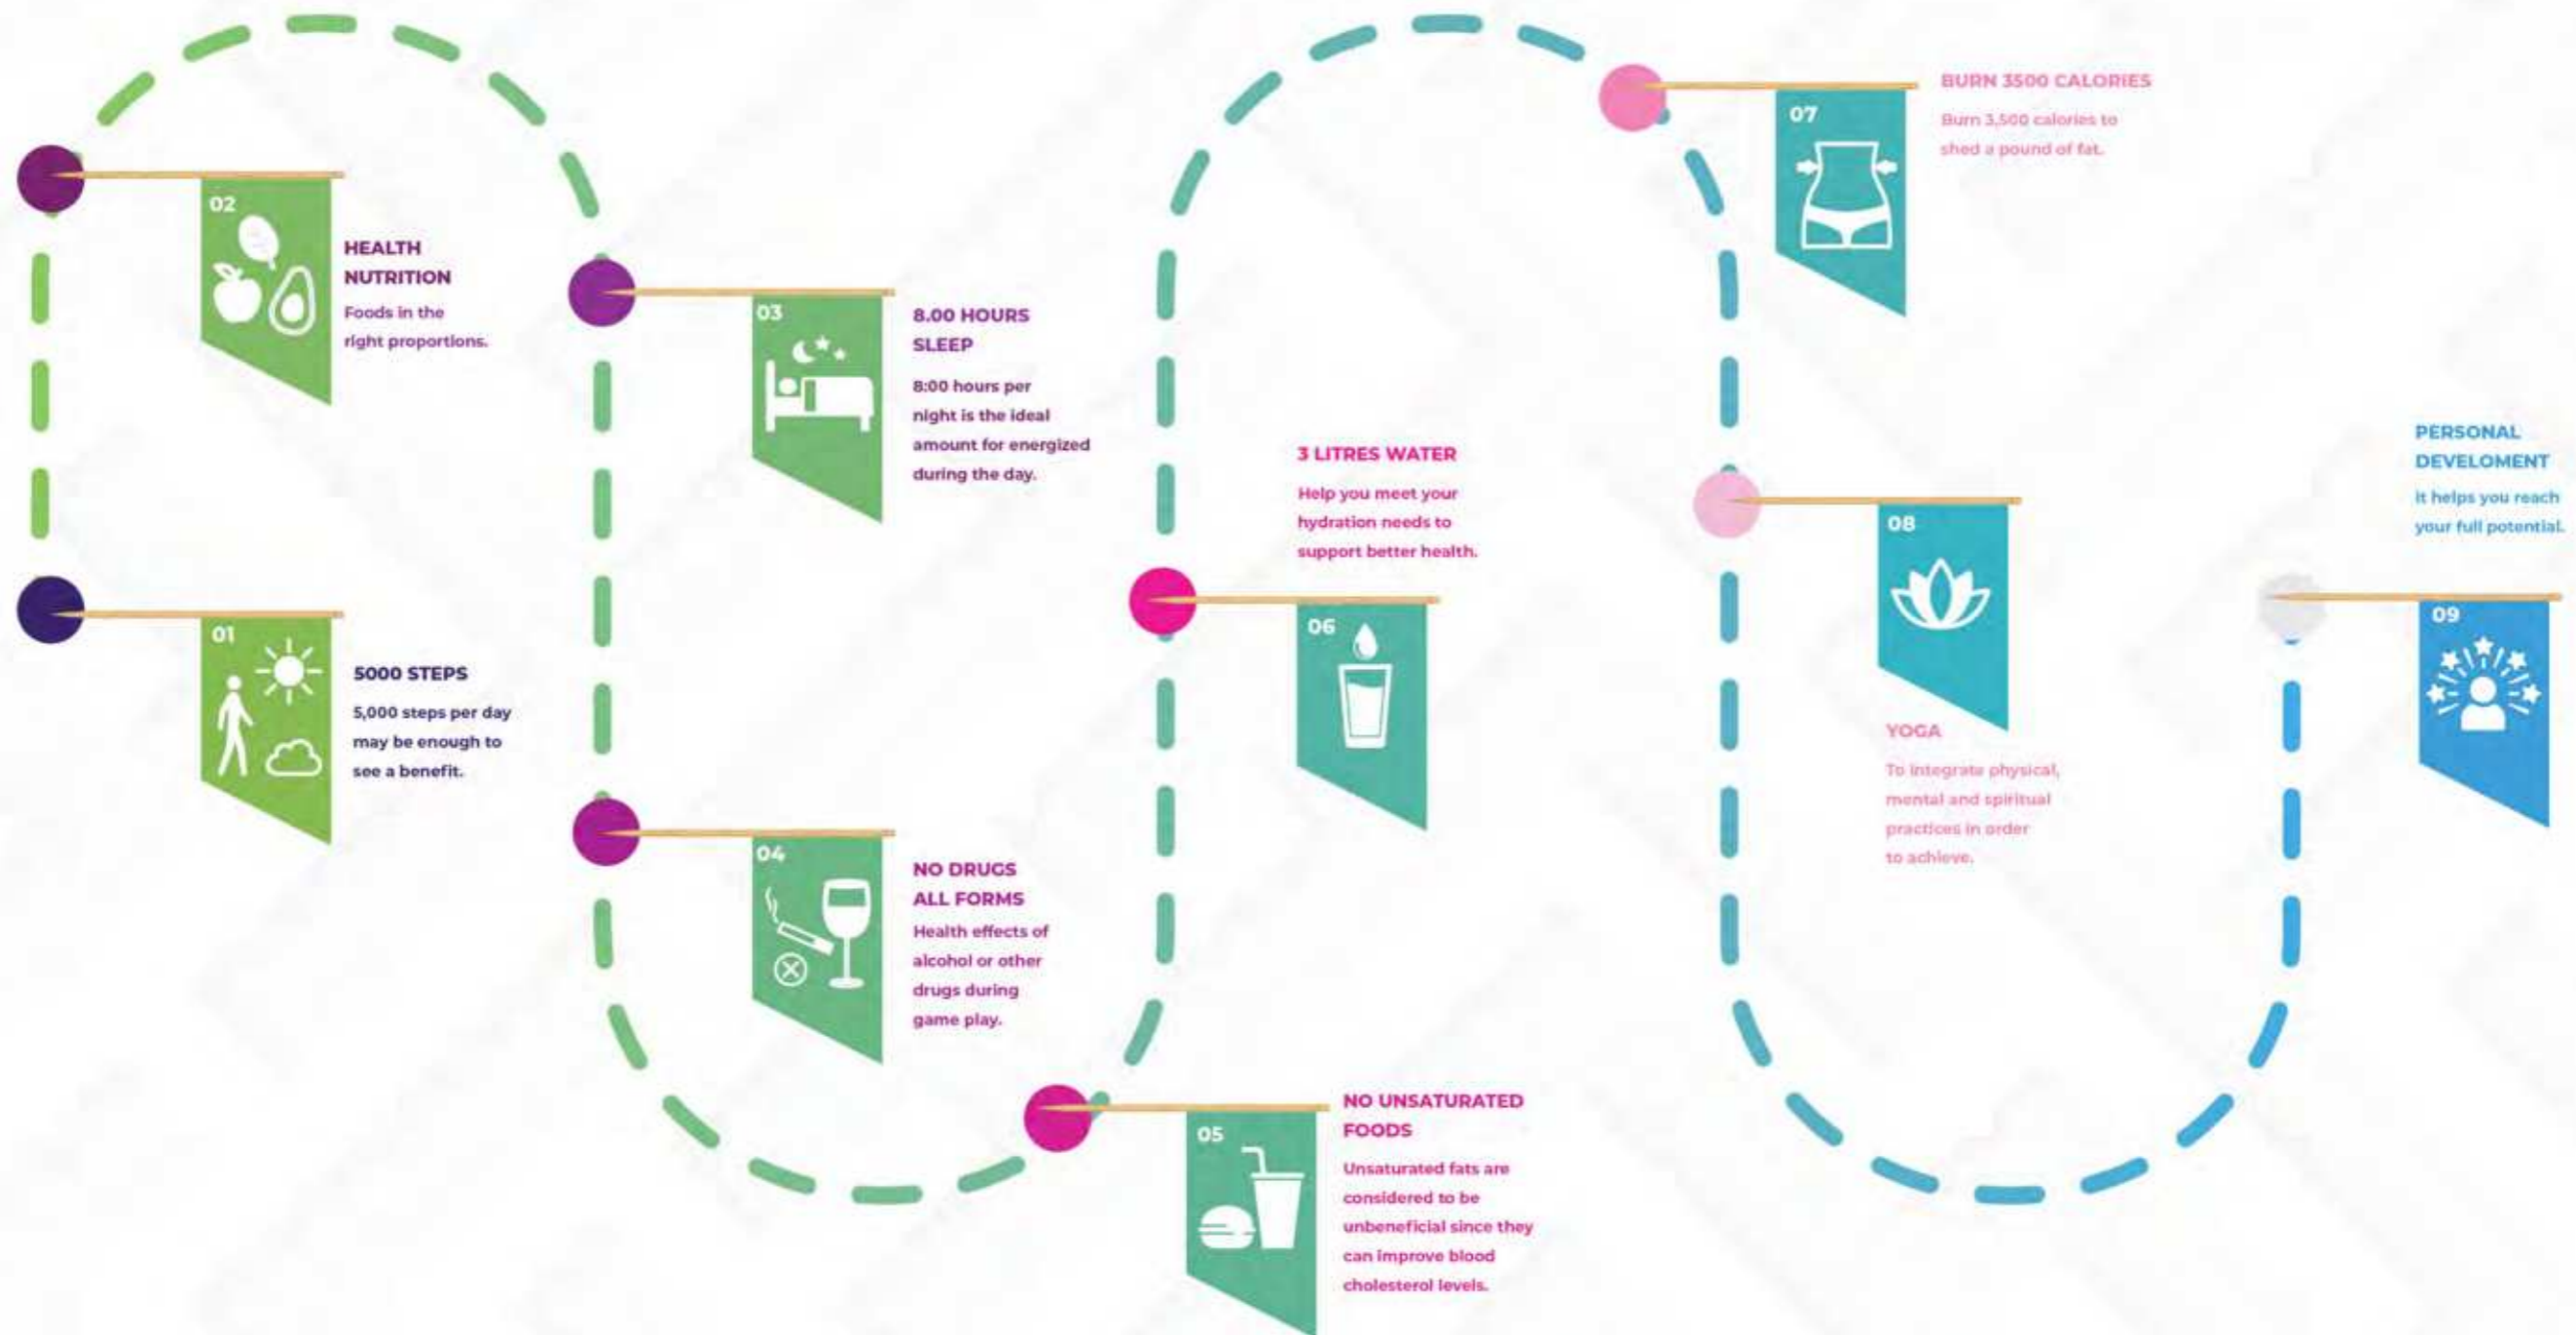 01
5000 STEPS
5,000 steps per day
may be enough to
see a benefit.
02
HEALTH
NUTRITION
Foods in the
right proportions.
03
8.00 HOURS
SLEEP
8:00 hours per
night is the ideal
amount for energized
during the day.
04
NO DRUGS
ALL FORMS
Health effects of
alcohol or other
drugs during
game play.
05
NO UNSATURATED
FOODS
Unsaturated fats are
considered to be
unbeneficial since they
can improve blood
cholesterol levels.
3 LITRES WATER
Help you meet your
hydration needs to
support better health.
06
07
BURN 3500 CALORIES
Burn 3,500 calories to
shed a pound of fat.
08
YOGA
To integrate physical,
mental and spiritual
practices in order
to achieve.
PERSONAL
DEVELOMENT
it helps you reach
your full potential.
09